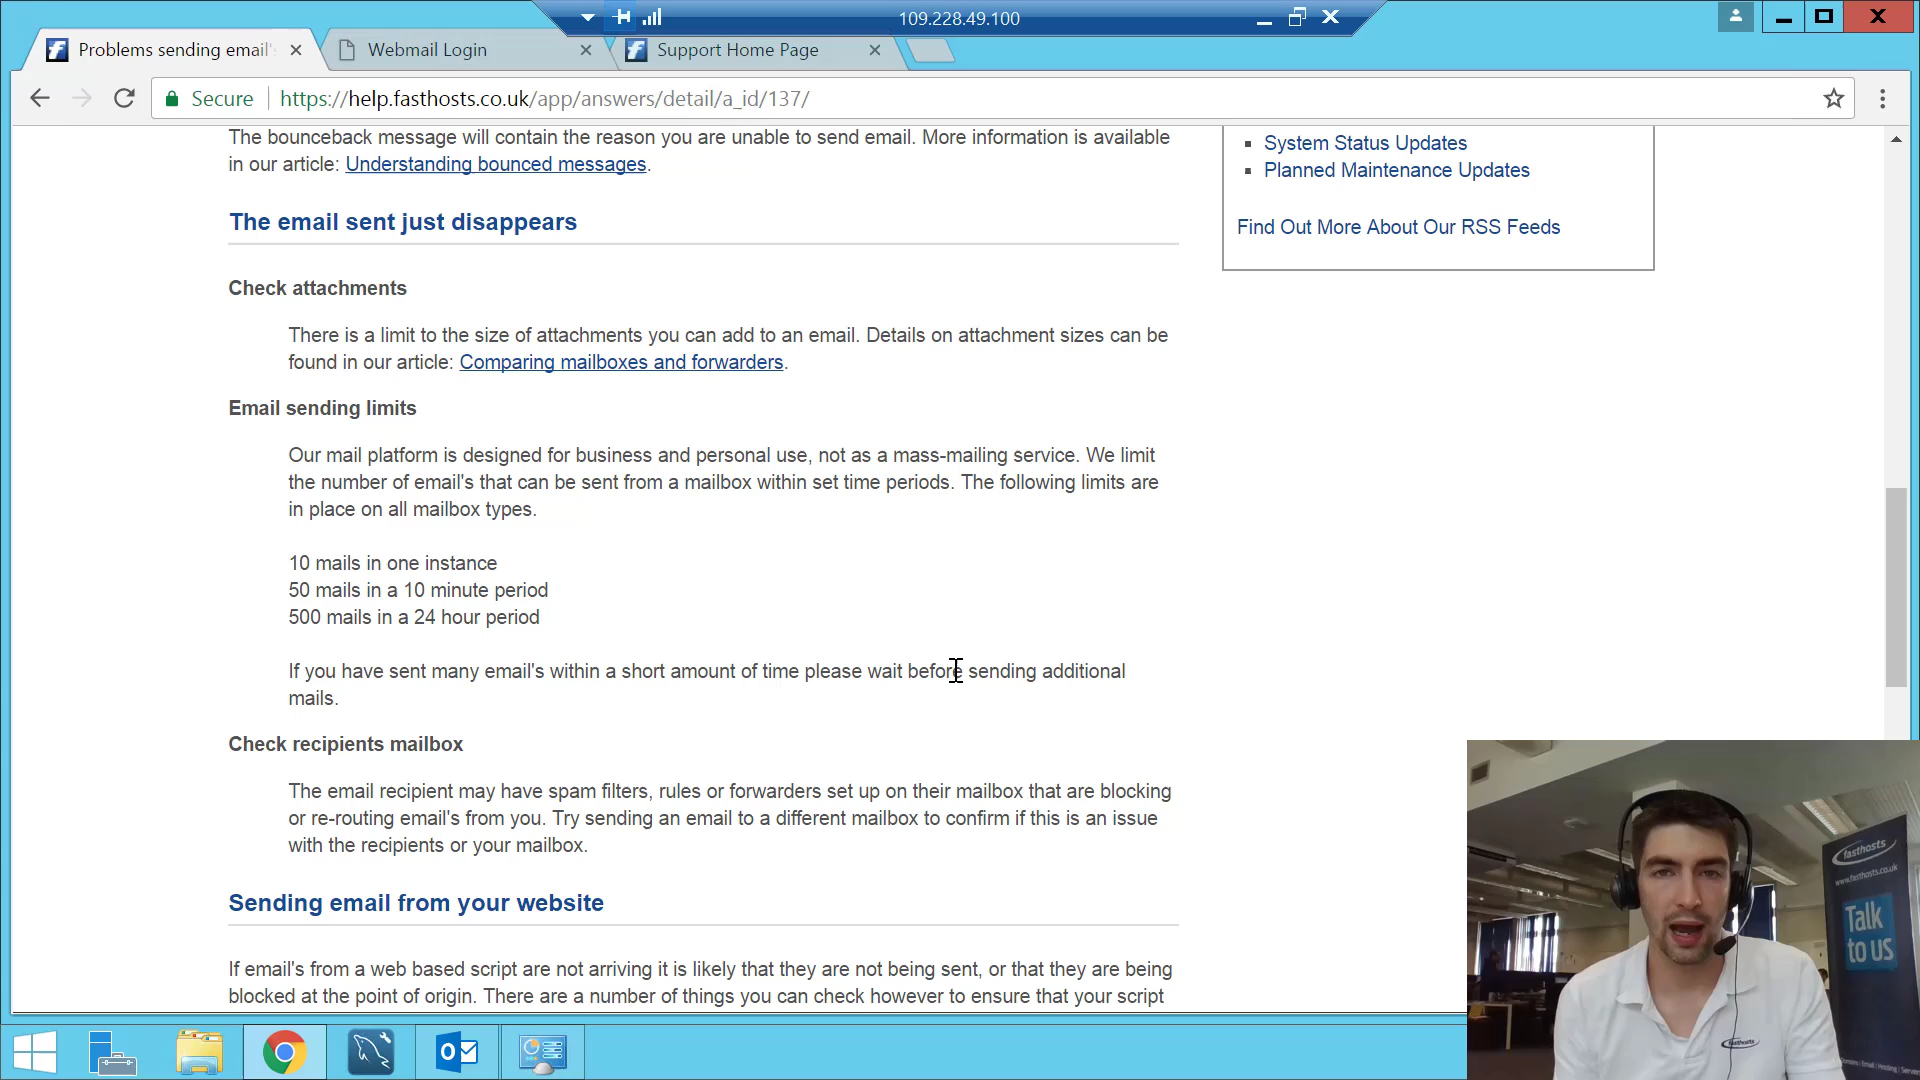 109.228.49.100
Problems sending email's
Webmail Login
Support Home Page
Secure
https://help.fasthosts.co.uk/app/answers/detail/a_id/137/
The bounceback message will contain the reason you are unable to send email. More information is available
in our article: Understanding bounced messages.
System Status Updates
Planned Maintenance Updates
Find Out More About Our RSS Feeds
The email sent just disappears
Check attachments
There is a limit to the size of attachments you can add to an email. Details on attachment sizes can be
found in our article: Comparing mailboxes and forwarders.
Email sending limits
Our mail platform is designed for business and personal use, not as a mass-mailing service. We limit
the number of email's that can be sent from a mailbox within set time periods. The following limits are
in place on all mailbox types.
10 mails in one instance
50 mails in a 10 minute period
500 mails in a 24 hour period
If you have sent many email's within a short amount of time please wait before sending additional
mails.
Check recipients mailbox
The email recipient may have spam filters, rules or forwarders set up on their mailbox that are blocking
or re-routing email's from you. Try sending an email to a different mailbox to confirm if this is an issue
with the recipients or your mailbox.
Sending email from your website
If email's from a web based script are not arriving it is likely that they are not being sent, or that they are being
blocked at the point of origin. There are a number of things you can check however to ensure that your script
fasthosts
www.fasthosts.co.uk
Talk
to us
fasthosts